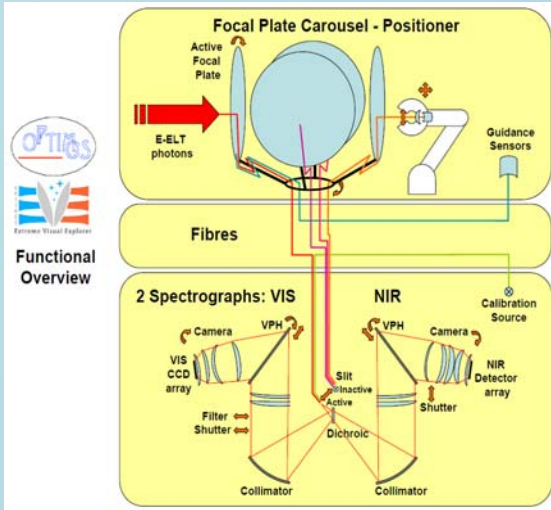 Focal Plate Carousel - Positioner
Active
Focal
Plate
E-ELT
photons
Guidance
Sensors
OPTIMOS
Extreme Visual Explorer
Functional
Overview
Fibres
Calibration
Source
2 Spectrographs: VIS
NIR
VPH
Camera
VIS
CCD
array
Slit
Inactive
Active
Dichroic
Filter
Shutter
Collimator
VPH
Camera
NIR
Detector
array
Shutter
Collimator